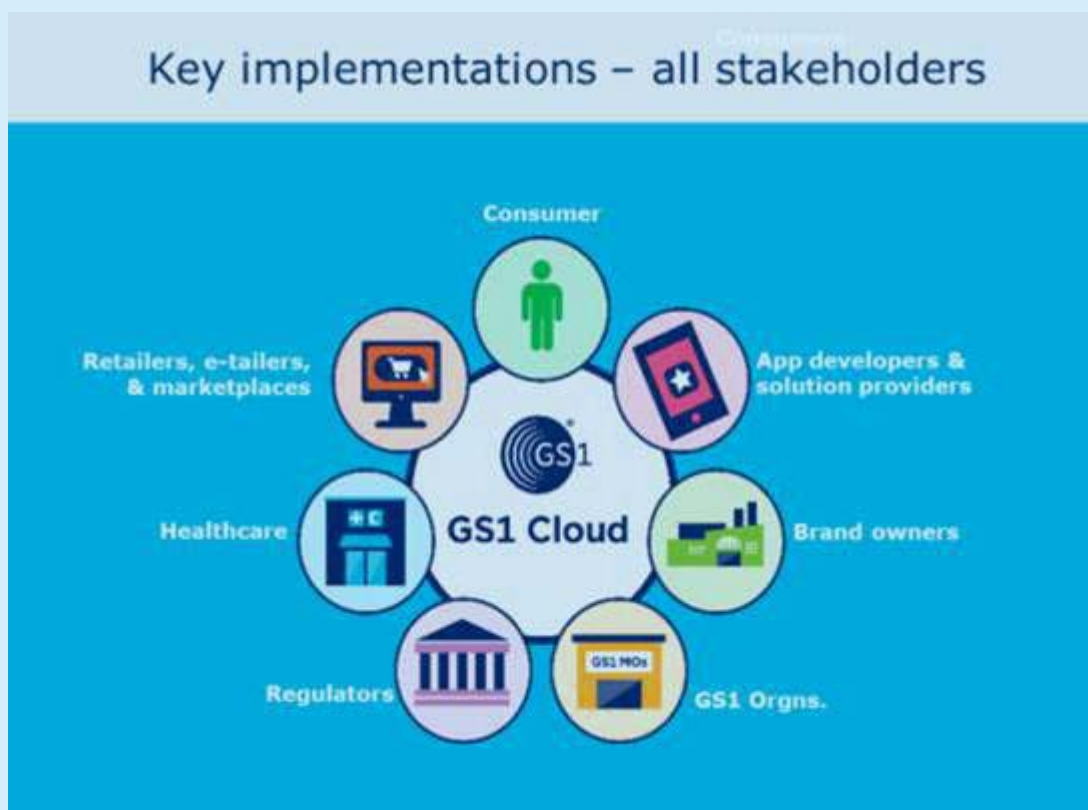 Key implementations – all stakeholders
Consumer
Retailers, e-tailers,
& marketplaces
App developers &
solution providers
GS1
GS1 Cloud
Healthcare
Brand owners
GS1 MOs
Regulators
GS1 Orgns.